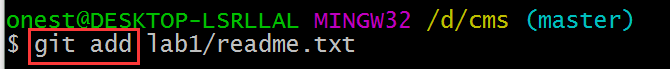 onest@DESKTOP-LSRLLAL MINGW32 /d/cms (master)
$ git add lab1/readme.txt